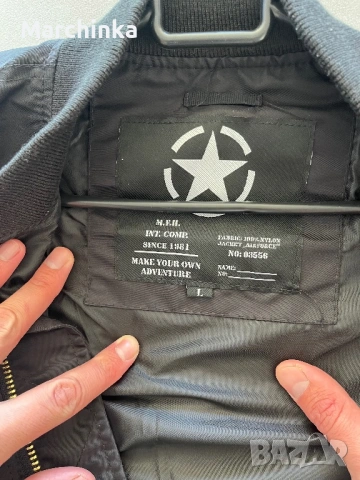 Marchinka
M.F.H.
INT. COMP.
SINCE 1981
MAKE YOUR OWN
ADVENTURE
FABRIC: 100% NYLON
JACKET „AIRFORCE"
NO: 03556
NAME:
NO:
L
BAZAR